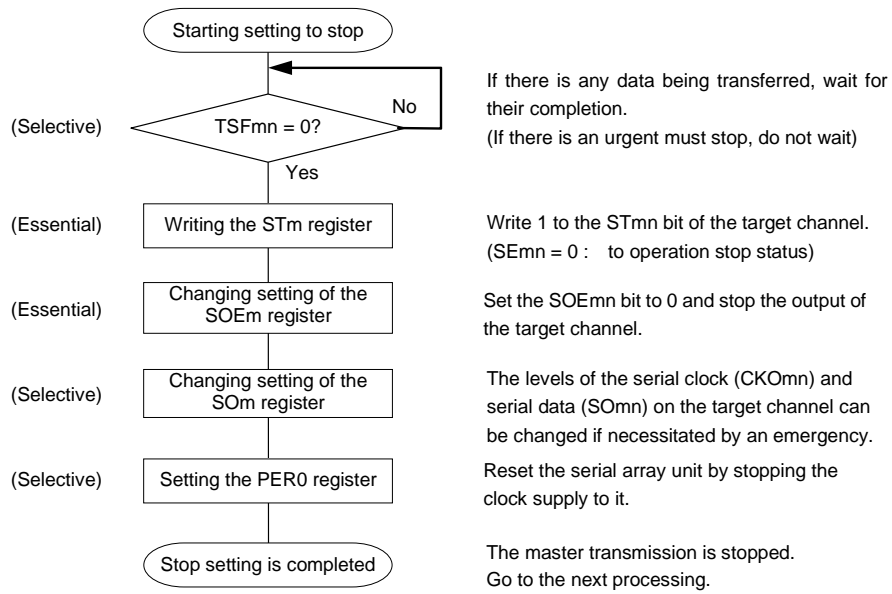 Starting setting to stop
No
(Selective)
TSFmn = 0?
If there is any data being transferred, wait for
their completion.
(If there is an urgent must stop, do not wait)
Yes
(Essential)
Writing the STm register
Write 1 to the STmn bit of the target channel.
(SEmn = 0 : to operation stop status)
(Essential)
Changing setting of the
SOEm register
Set the SOEmn bit to 0 and stop the output of
the target channel.
(Selective)
Changing setting of the
SOm register
The levels of the serial clock (CKOmn) and
serial data (SOmn) on the target channel can
be changed if necessitated by an emergency.
(Selective)
Setting the PER0 register
Reset the serial array unit by stopping the
clock supply to it.
Stop setting is completed
The master transmission is stopped.
Go to the next processing.